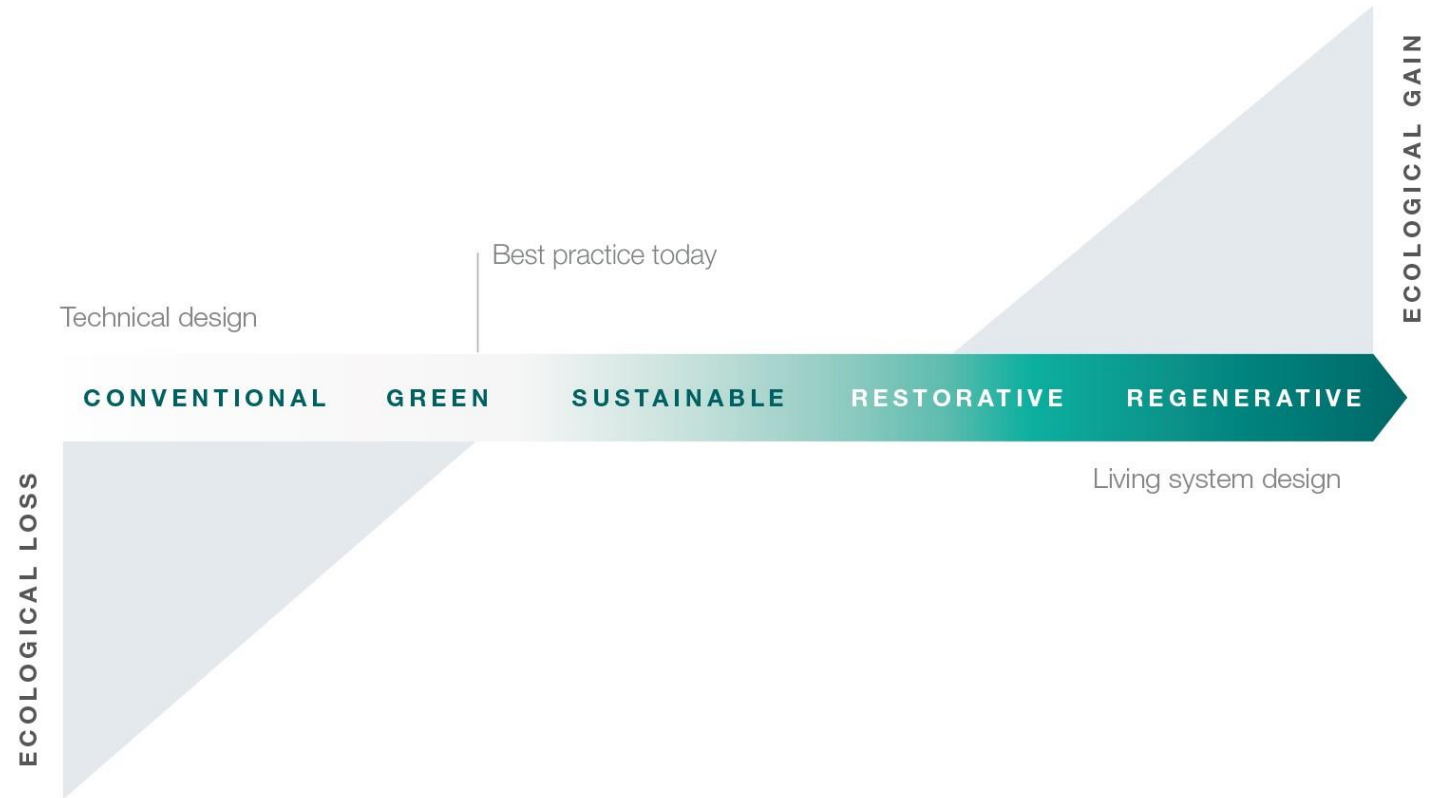 ECOLOGICAL GAIN
Best practice today
Technical design
CONVENTIONAL GREEN SUSTAINABLE RESTORATIVE REGENERATIVE
Living system design
ECOLOGICAL LOSS